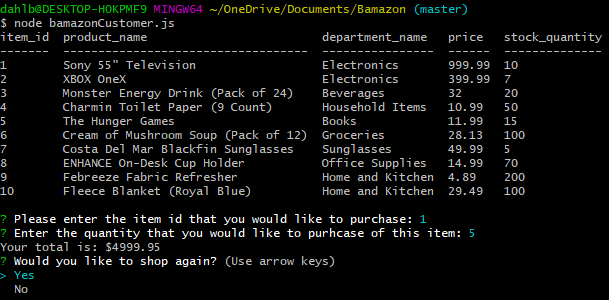 dahlb@DESKTOP-HOKPMF9 MINGW64 ~/OneDrive/Documents/Bamazon (master)
$ node bamazonCustomer.js
item_id  product_name                          department_name  price   stock_quantity
-------  ------------------------------------  ---------------  ------  --------------
1        Sony 55" Television                   Electronics      999.99  10
2        XBOX OneX                             Electronics      399.99  7
3        Monster Energy Drink (Pack of 24)     Beverages        32      20
4        Charmin Toilet Paper (9 Count)        Household Items  10.99   50
5        The Hunger Games                      Books            11.99   15
6        Cream of Mushroom Soup (Pack of 12)   Groceries        28.13   100
7        Costa Del Mar Blackfin Sunglasses     Sunglasses       49.99   5
8        ENHANCE On-Desk Cup Holder            Office Supplies  14.99   70
9        Febreeze Fabric Refresher             Home and Kitchen 4.89    200
10       Fleece Blanket (Royal Blue)           Home and Kitchen 29.49   100
? Please enter the item id that you would like to purchase: 1
? Enter the quantity that you would like to purhcase of this item: 5
Your total is: $4999.95
? Would you like to shop again? (Use arrow keys)
> Yes
  No